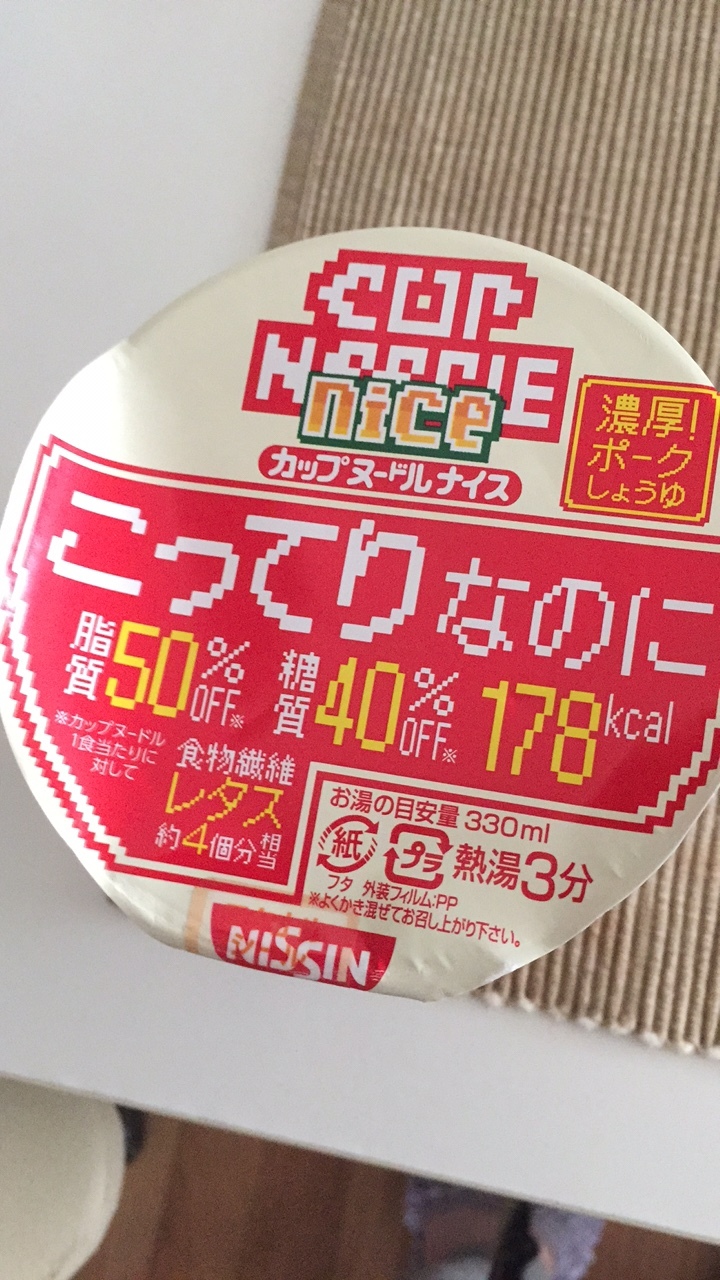 CUP
NOODLE
nice
カップヌードルナイス
濃厚!
ポーク
しょうゆ
こってりなのに
脂質50%OFF※ 糖質40%OFF※ 178kcal
※カップヌードル
1食当たりに
対して
食物繊維
レタス
約4個分相当
お湯の目安量 330ml
紙 プラ 熱湯3分
フタ 外装フィルム:PP
※よくかき混ぜてお召し上がり下さい。
NISSIN